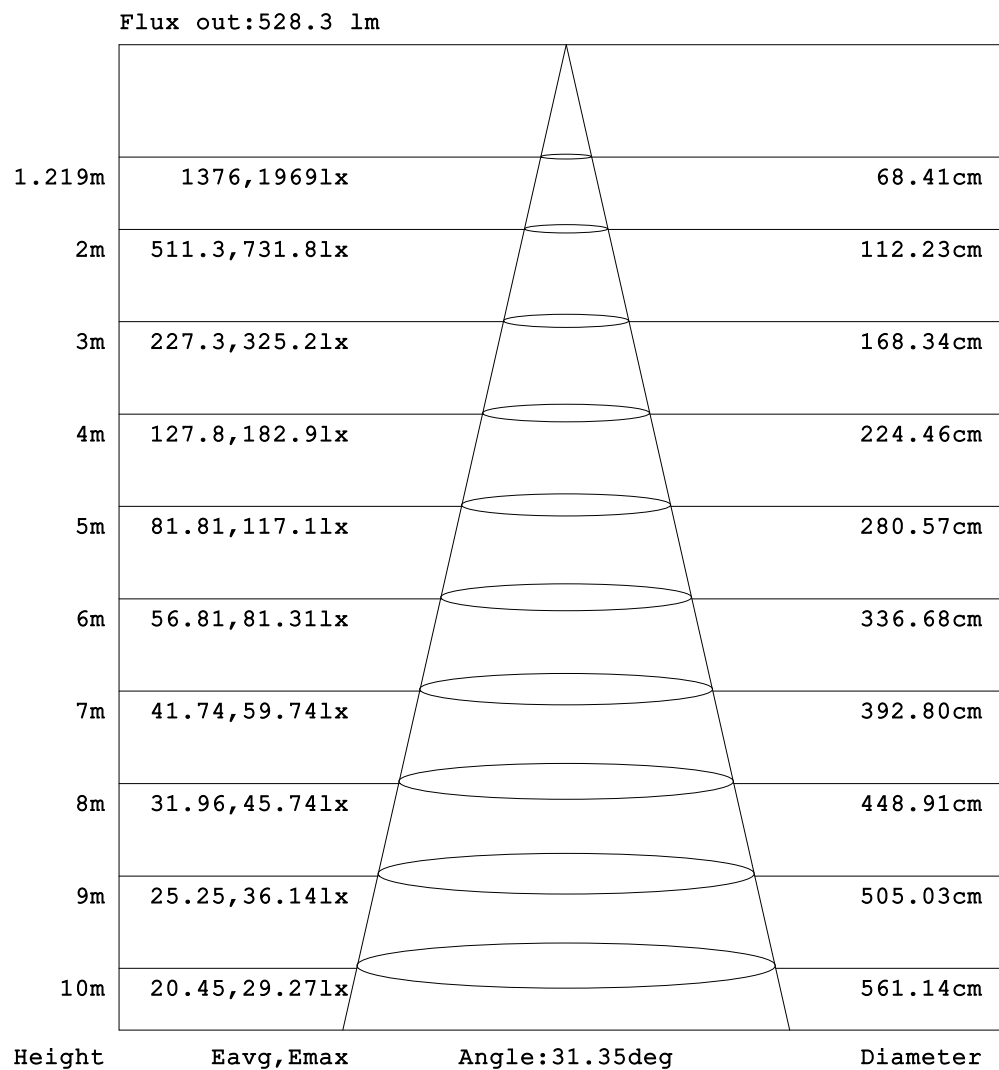 Flux out:528.3 lm
1.219m 1376,1969lx 68.41cm
2m 511.3,731.8lx 112.23cm
3m 227.3,325.2lx 168.34cm
4m 127.8,182.9lx 224.46cm
5m 81.81,117.1lx 280.57cm
6m 56.81,81.31lx 336.68cm
7m 41.74,59.74lx 392.80cm
8m 31.96,45.74lx 448.91cm
9m 25.25,36.14lx 505.03cm
10m 20.45,29.27lx 561.14cm
Height Eavg,Emax Angle:31.35deg Diameter